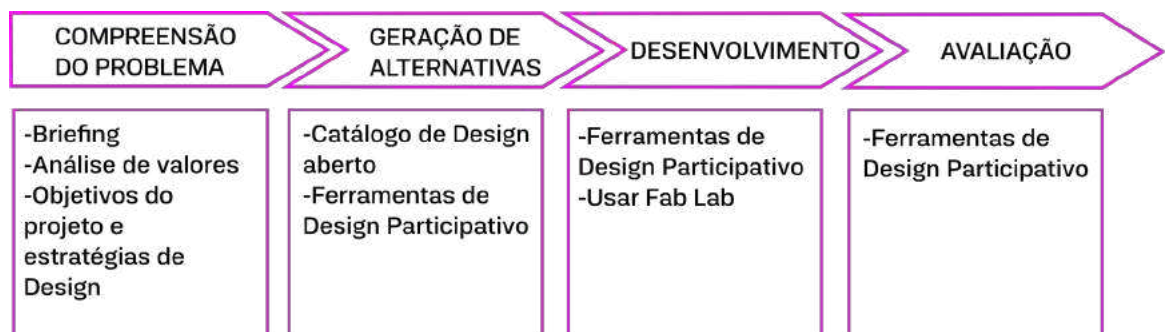 COMPREENSÃO
DO PROBLEMA
GERAÇÃO DE
ALTERNATIVAS
DESENVOLVIMENTO
AVALIAÇÃO
-Briefing
-Análise de valores
-Objetivos do
projeto e
estratégias de
Design
-Catálogo de Design
aberto
-Ferramentas de
Design Participativo
-Ferramentas de
Design Participativo
-Usar Fab Lab
-Ferramentas de
Design Participativo